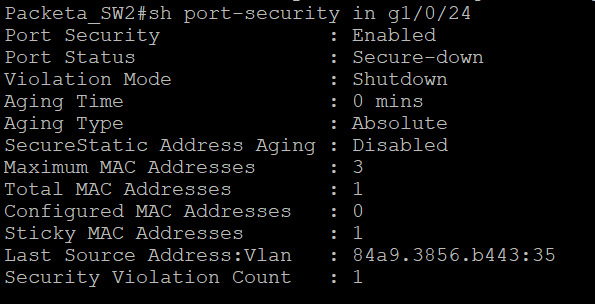 Packeta_SW2#sh port-security in g1/0/24
Port Security              : Enabled
Port Status                : Secure-down
Violation Mode             : Shutdown
Aging Time                 : 0 mins
Aging Type                 : Absolute
SecureStatic Address Aging : Disabled
Maximum MAC Addresses      : 3
Total MAC Addresses        : 1
Configured MAC Addresses   : 0
Sticky MAC Addresses       : 1
Last Source Address:Vlan   : 84a9.3856.b443:35
Security Violation Count   : 1